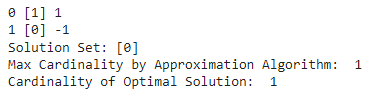 0 [1] 1
1 [0] -1
Solution Set: [0]
Max Cardinality by Approximation Algorithm:  1
Cardinality of Optimal Solution:  1